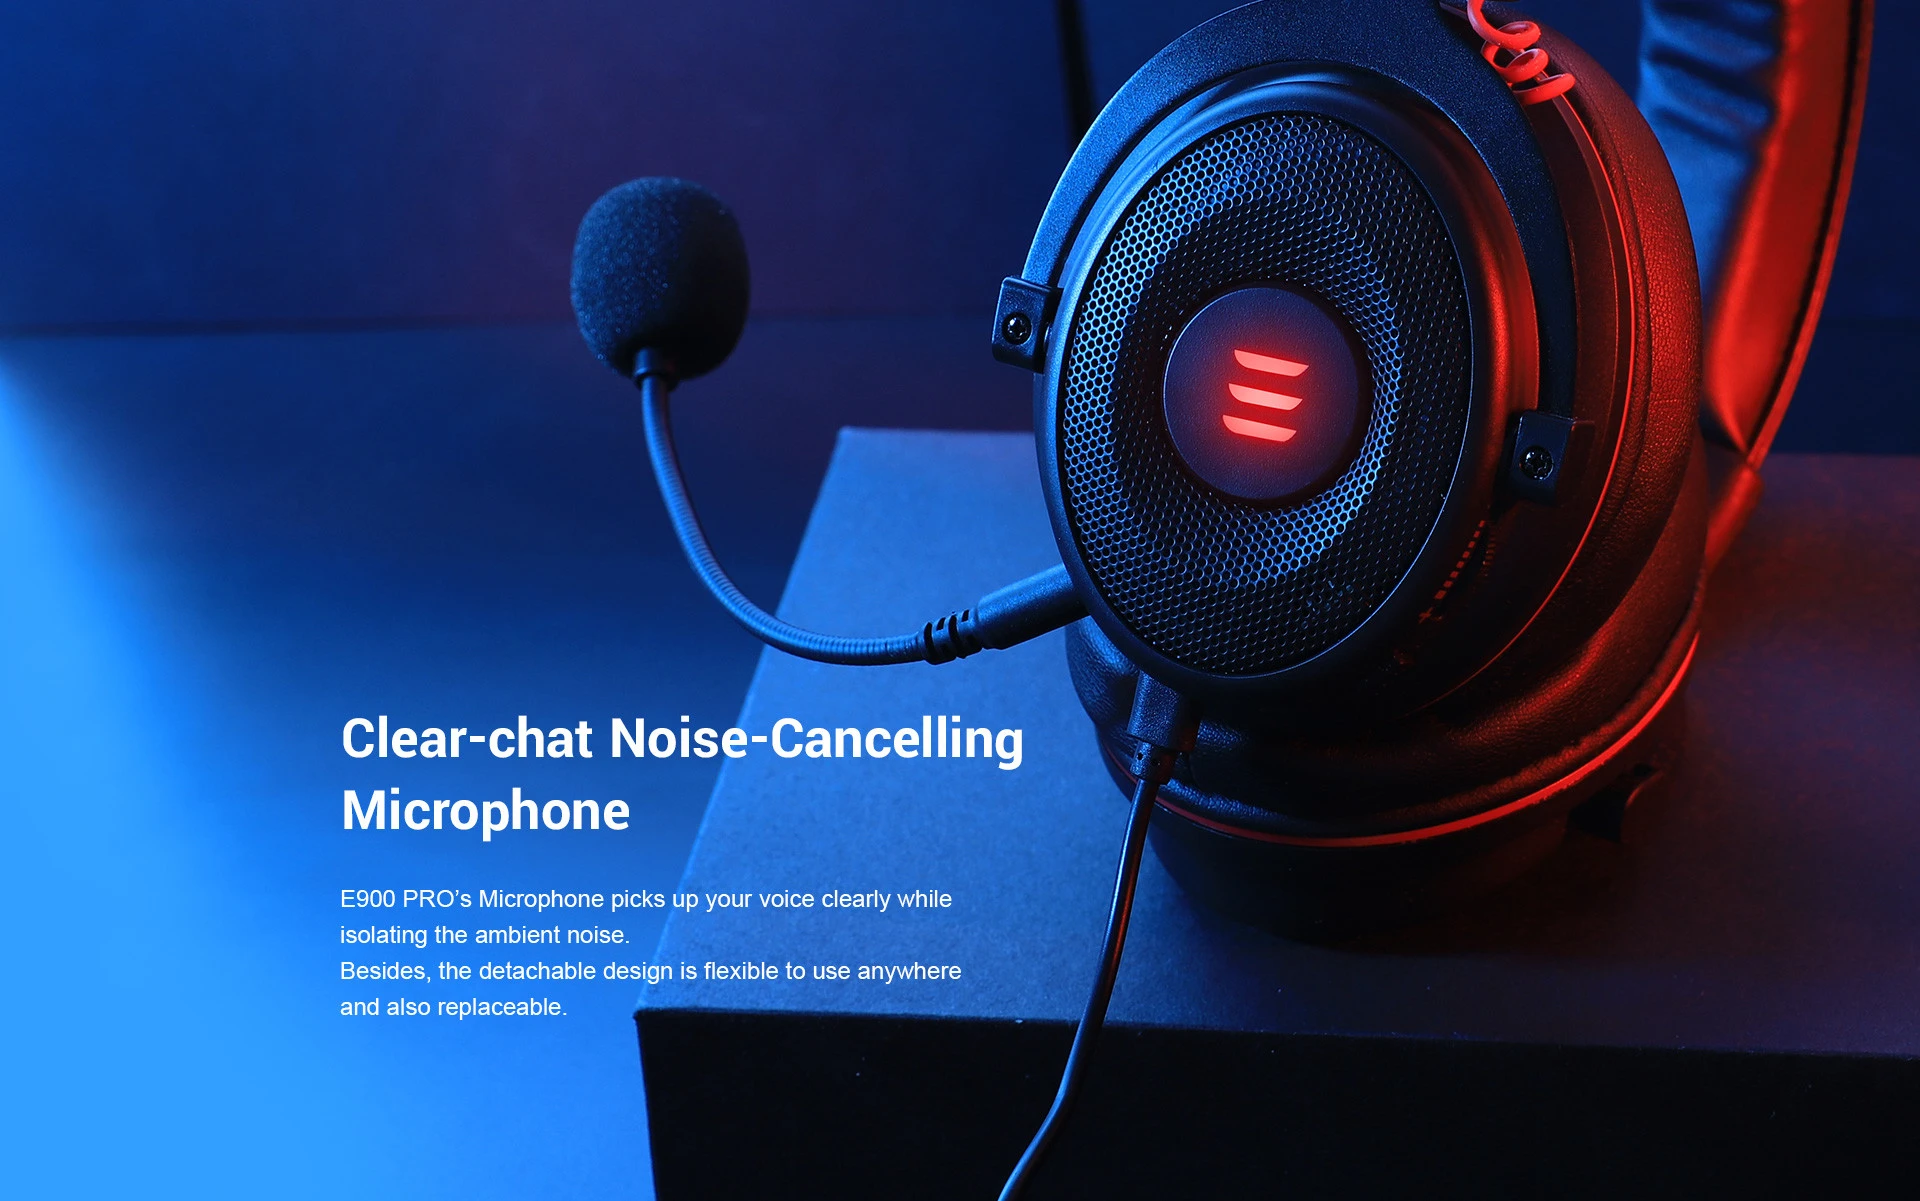 Clear-chat Noise-Cancelling
Microphone
E900 PRO’s Microphone picks up your voice clearly while
isolating the ambient noise.
Besides, the detachable design is flexible to use anywhere
and also replaceable.